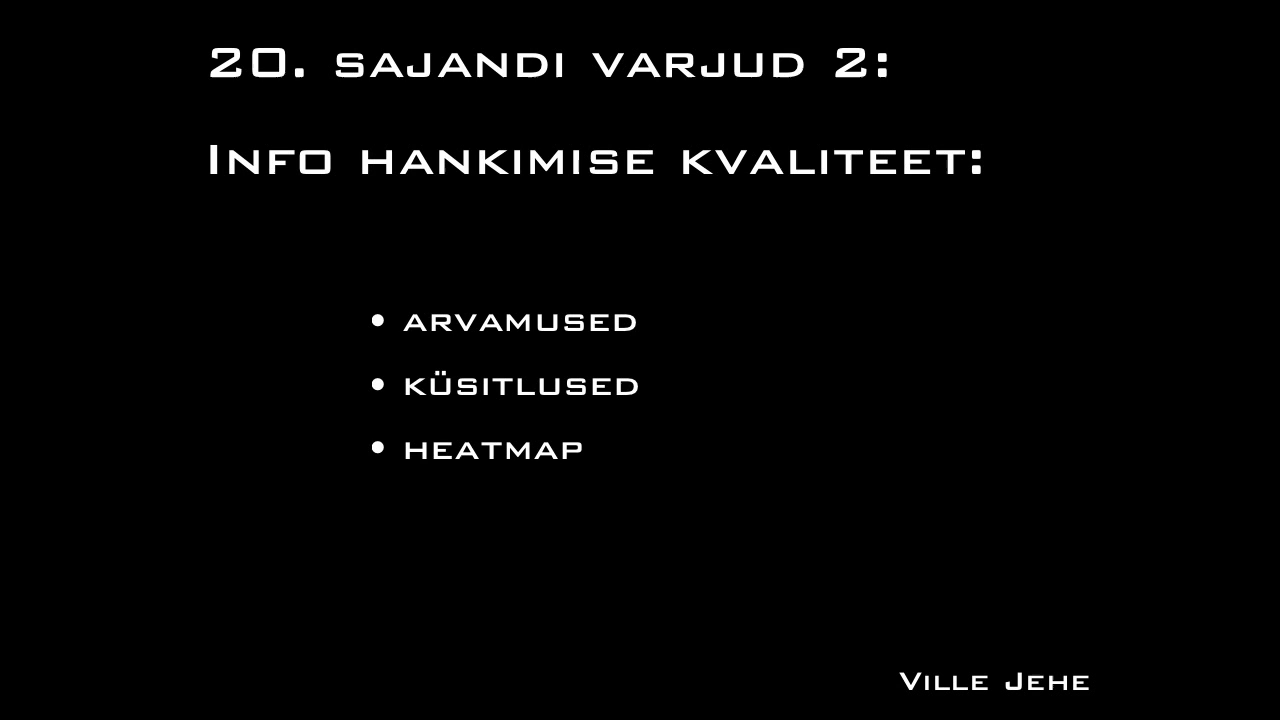 20. sajandi varjud 2:
Info hankimise kvaliteet:
• arvamused
• küsitlused
• heatmap
Ville Jehe